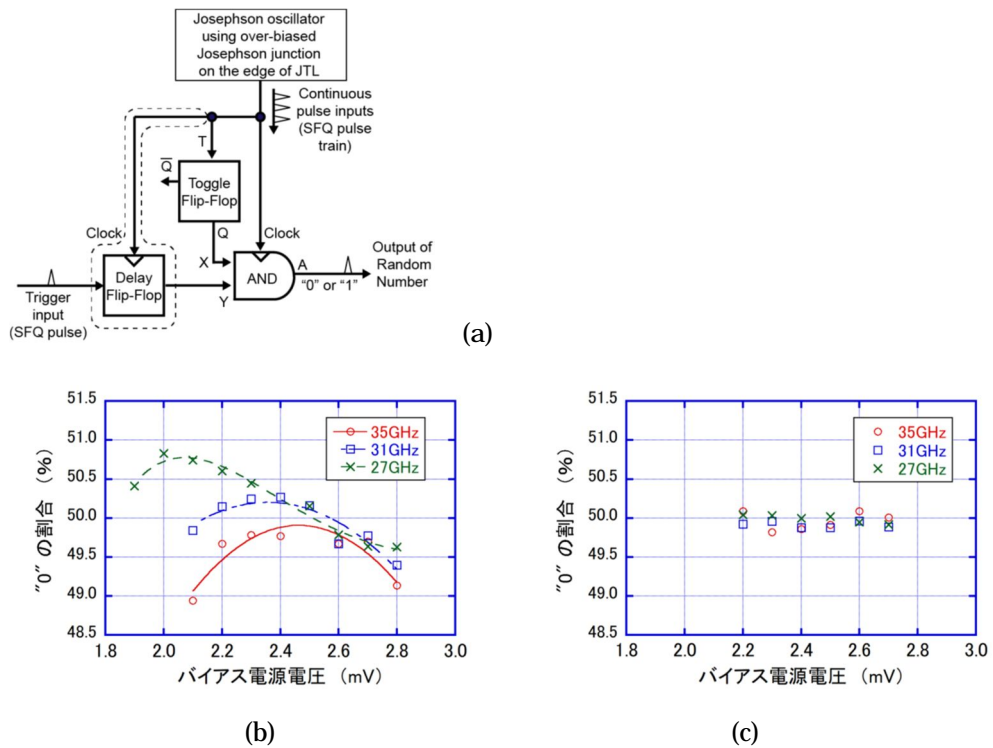 Josephson oscillator
using over-biased
Josephson junction
on the edge of JTL
Continuous
pulse inputs
(SFQ pulse
train)
T
Q̅
Toggle
Flip-Flop
Q
Clock
Clock
X
Delay
Flip-Flop
Y
AND
A
"0" or "1"
Output of
Random
Number
Trigger
input
(SFQ pulse)
(a)
51.5
51.0
50.5
50.0
49.5
49.0
48.5
"0" の割合 (%)
35GHz
31GHz
27GHz
1.8 2.0 2.2 2.4 2.6 2.8 3.0
バイアス電源電圧 (mV)
(b)
51.5
51.0
50.5
50.0
49.5
49.0
48.5
"0" の割合 (%)
35GHz
31GHz
27GHz
1.8 2.0 2.2 2.4 2.6 2.8 3.0
バイアス電源電圧 (mV)
(c)